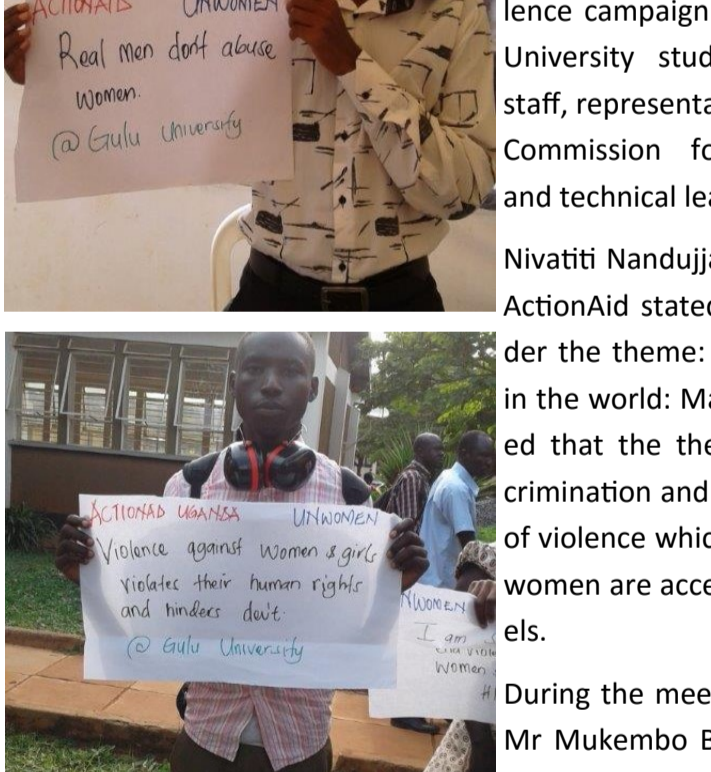 ACTIONAID UNWOMEN
Real men don't abuse
women.
@ Gulu University
ACTIONAD UGANDA UNWOMEN
Violence against women & girls
violates their human rights
and hinders dev't.
@ Gulu University
NWOMEN
I am
Women
lence campaign
University stud
staff, representa
Commission fo
and technical lea
Nivatiti Nandujja
ActionAid stated
der the theme:
in the world: Ma
ed that the the
crimination and
of violence whic
women are acce
els.
During the mee
Mr Mukembo B